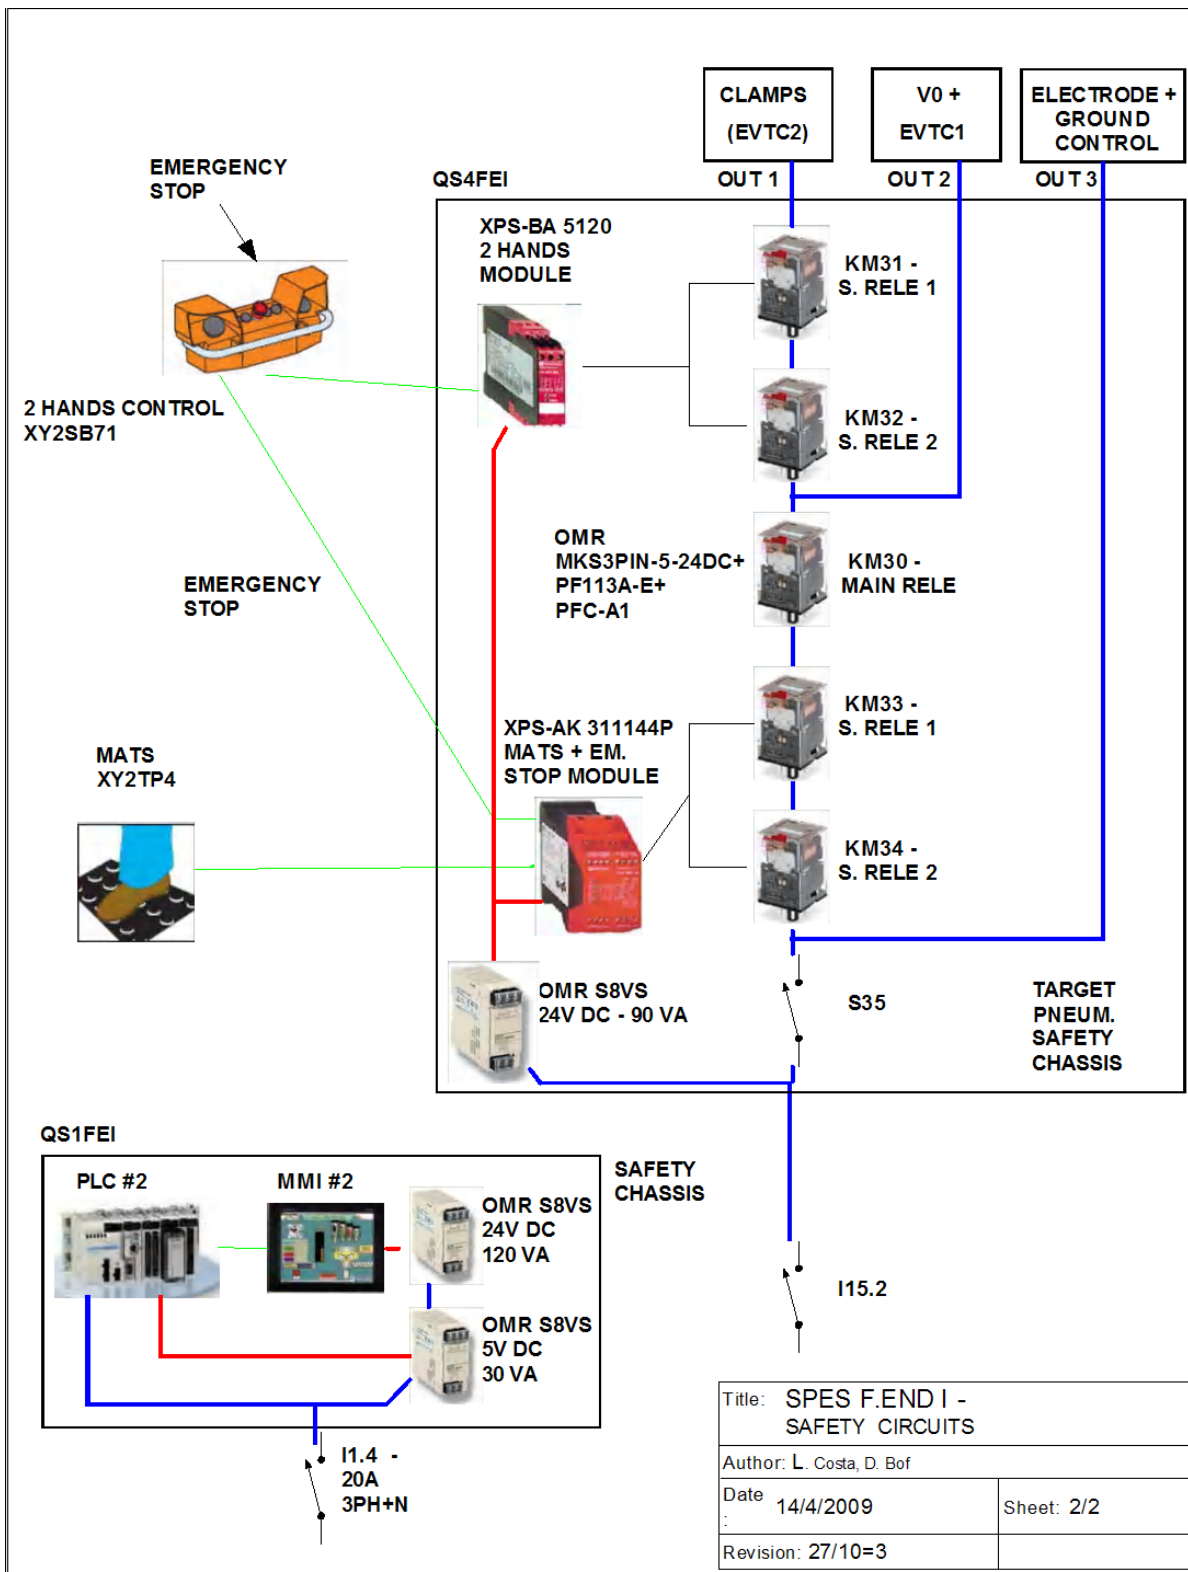 CLAMPS
(EVTC2)
V0 +
EVTC1
ELECTRODE +
GROUND
CONTROL
OUT 1
OUT 2
OUT 3
QS4FEI
EMERGENCY
STOP
XPS-BA 5120
2 HANDS
MODULE
KM31 -
S. RELE 1
2 HANDS CONTROL
XY2SB71
KM32 -
S. RELE 2
OMR
MKS3PIN-5-24DC+
PF113A-E+
PFC-A1
KM30 -
MAIN RELE
EMERGENCY
STOP
KM33 -
S. RELE 1
XPS-AK 311144P
MATS + EM.
STOP MODULE
MATS
XY2TP4
KM34 -
S. RELE 2
OMR S8VS
24V DC - 90 VA
S35
TARGET
PNEUM.
SAFETY
CHASSIS
QS1FEI
PLC #2
MMI #2
SAFETY
CHASSIS
OMR S8VS
24V DC
120 VA
OMR S8VS
5V DC
30 VA
I15.2
I1.4 -
20A
3PH+N
Title: SPES F.END I -
SAFETY CIRCUITS
Author: L. Costa, D. Bof
Date : 14/4/2009
Sheet: 2/2
Revision: 27/10=3